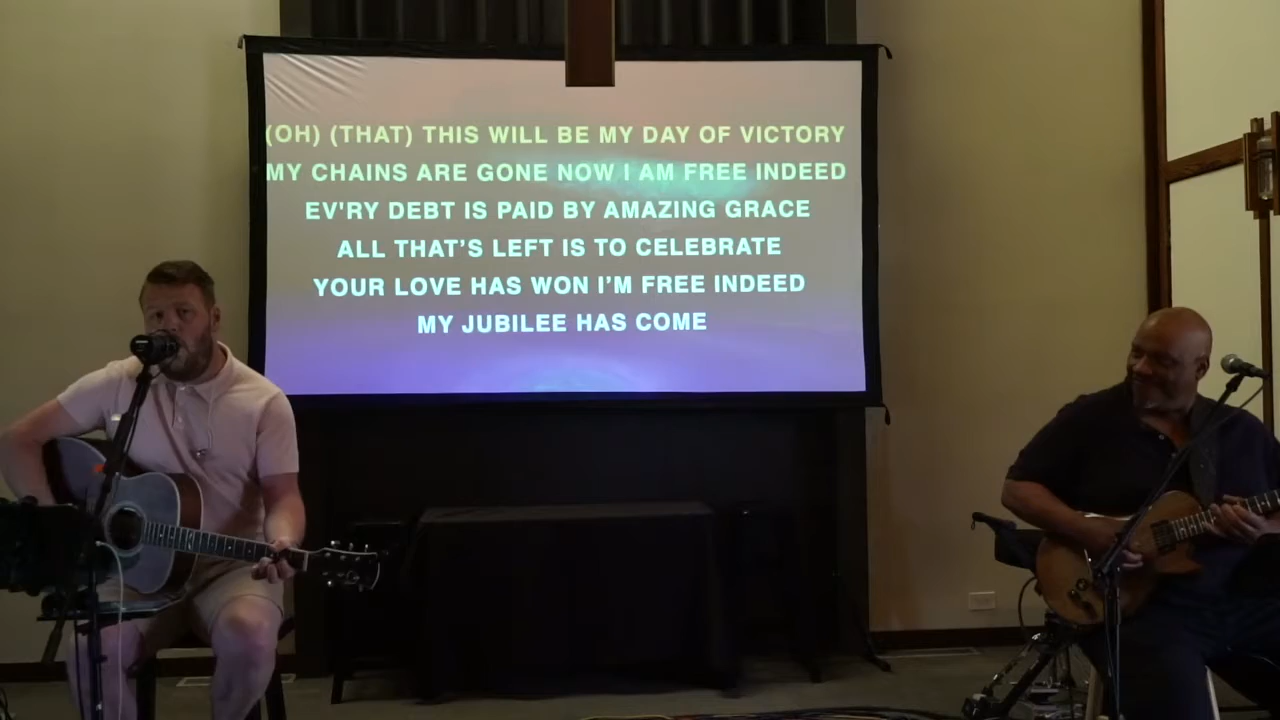 (OH) (THAT) THIS WILL BE MY DAY OF VICTORY
MY CHAINS ARE GONE NOW I AM FREE INDEED
EV'RY DEBT IS PAID BY AMAZING GRACE
ALL THAT'S LEFT IS TO CELEBRATE
YOUR LOVE HAS WON I'M FREE INDEED
MY JUBILEE HAS COME